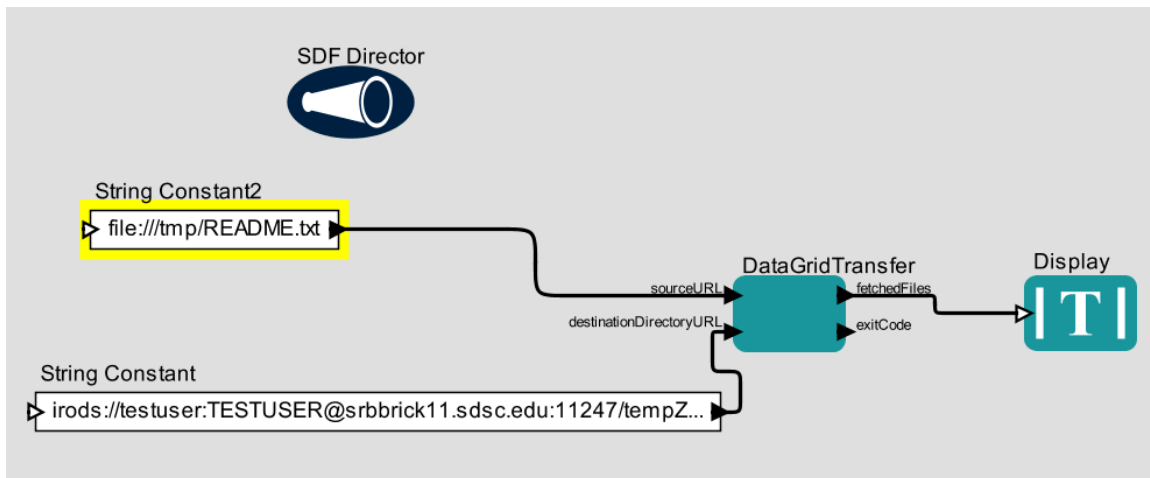 SDF Director
String Constant2
file:///tmp/README.txt
DataGridTransfer
Display
sourceURL
fetchedFiles
T
destinationDirectoryURL
exitCode
String Constant
irods://testuser:TESTUSER@srbbrick11.sdsc.edu:11247/tempZ...